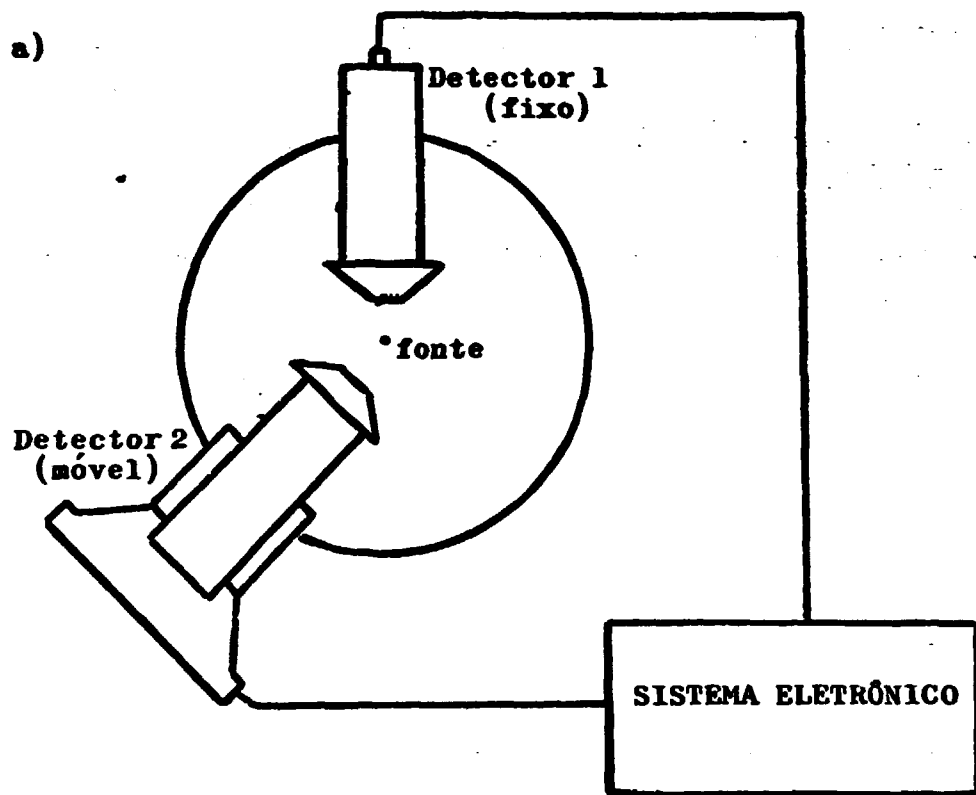 a)
Detector 1
(fixo)
fonte
Detector 2
(móvel)
SISTEMA ELETRÔNICO